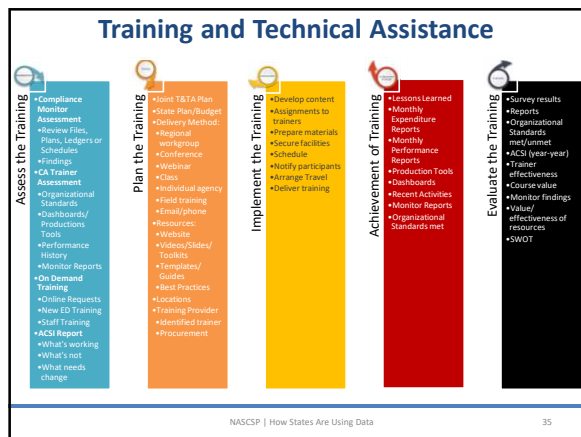 Training and Technical Assistance
Assess the Training
•Compliance
Monitor
Assessment
•Review Files,
Plans, Ledgers or
Schedules
•Findings
•CA Trainer
Assessment
•Organizational
Standards
•Dashboards/
Productions
Tools
•Performance
History
•Monitor Reports
•On Demand
Training
•Online Requests
•New ED Training
•Staff Training
•ACSI Report
•What's working
•What's not
•What needs
change
Plan the Training
•Joint T&TA Plan
•State Plan/Budget
•Delivery Method:
•Regional
workgroup
•Conference
•Webinar
•Class
•Individual agency
•Field training
•Email/phone
•Resources:
•Website
•Videos/Slides/
Toolkits
•Templates/
Guides
•Best Practices
•Locations
•Training Provider
•Identified trainer
•Procurement
Implement the Training
•Develop content
•Assignments to
trainers
•Prepare materials
•Secure facilities
•Schedule
•Notify participants
•Arrange Travel
•Deliver training
Achievement of Training
•Lessons Learned
•Monthly
Expenditure
Reports
•Monthly
Performance
Reports
•Production Tools
•Dashboards
•Recent Activities
•Monitor Reports
•Organizational
Standards met
Evaluate the Training
•Survey results
•Reports
•Organizational
Standards
met/unmet
•ACSI (year-year)
•Trainer
effectiveness
•Course value
•Monitor findings
•Value/
effectiveness of
resources
•SWOT
NASCSP | How States Are Using Data
35